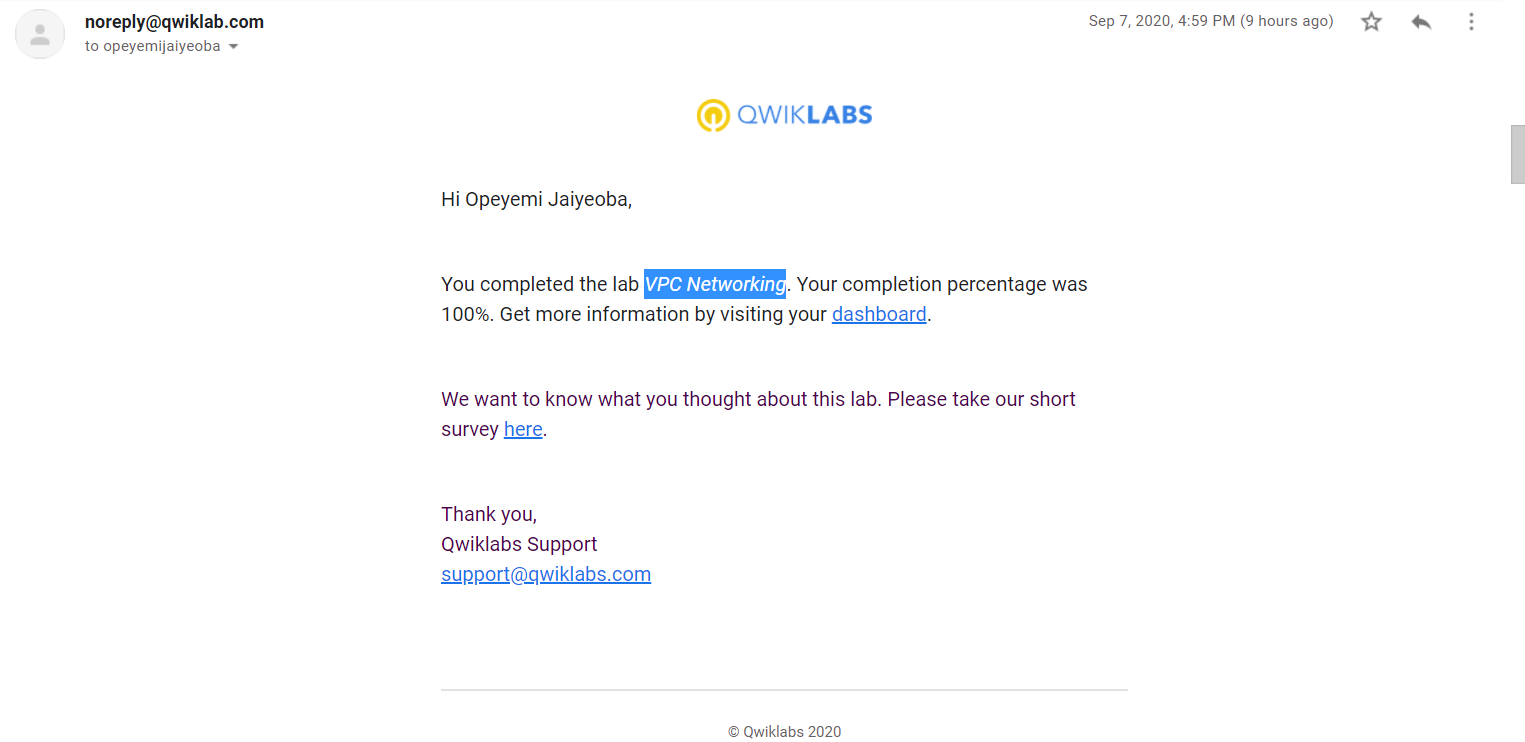 noreply@qwiklab.com
Sep 7, 2020, 4:59 PM (9 hours ago)
to opeyemijaiyeoba
QWIKLABS
Hi Opeyemi Jaiyeoba,
You completed the lab VPC Networking. Your completion percentage was
100%. Get more information by visiting your dashboard.
We want to know what you thought about this lab. Please take our short
survey here.
Thank you,
Qwiklabs Support
support@qwiklabs.com
© Qwiklabs 2020